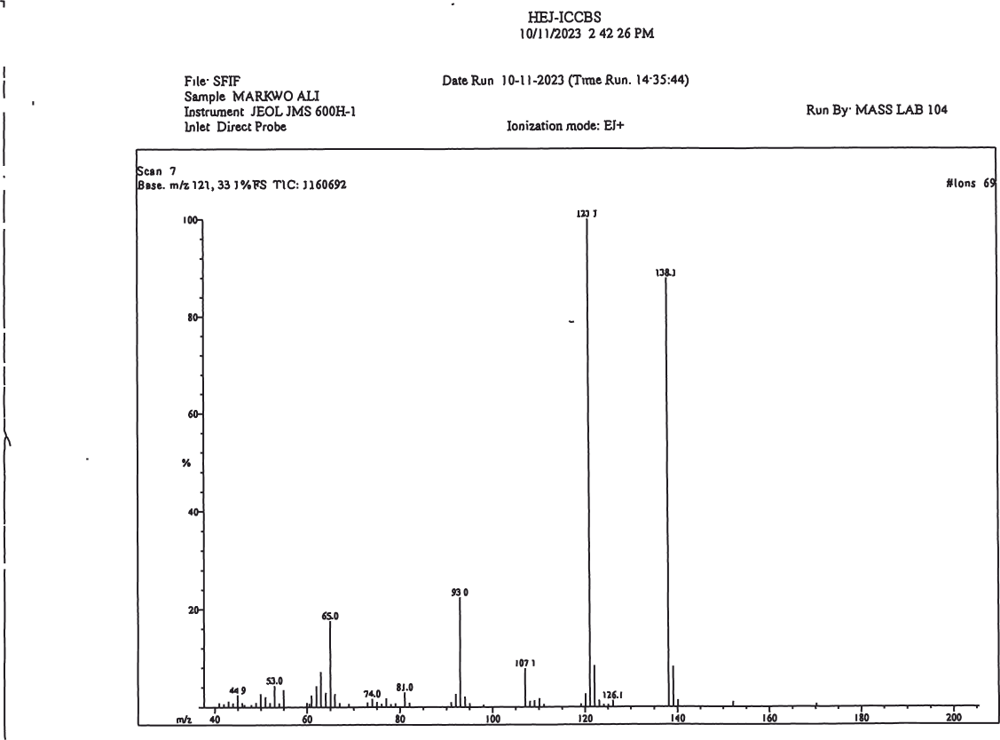 HEJ-ICCBS
10/11/2023 2 42 26 PM
File· SFIF
Date Run 10-11-2023 (Time Run. 14·35:44)
Sample MARKWO ALI
Instrument JEOL JMS 600H-1
Run By· MASS LAB 104
Inlet Direct Probe
Ionization mode: EI+
Scan 7
Base. m/z 121, 33 1%FS TIC: 1160692
#Ions 69
100
121 1
138.1
80
60
%
40
20
93 0
65.0
107 1
53.0
44 9
74.0
81.0
126.1
m/z 40 60 80 100 120 140 160 180 200